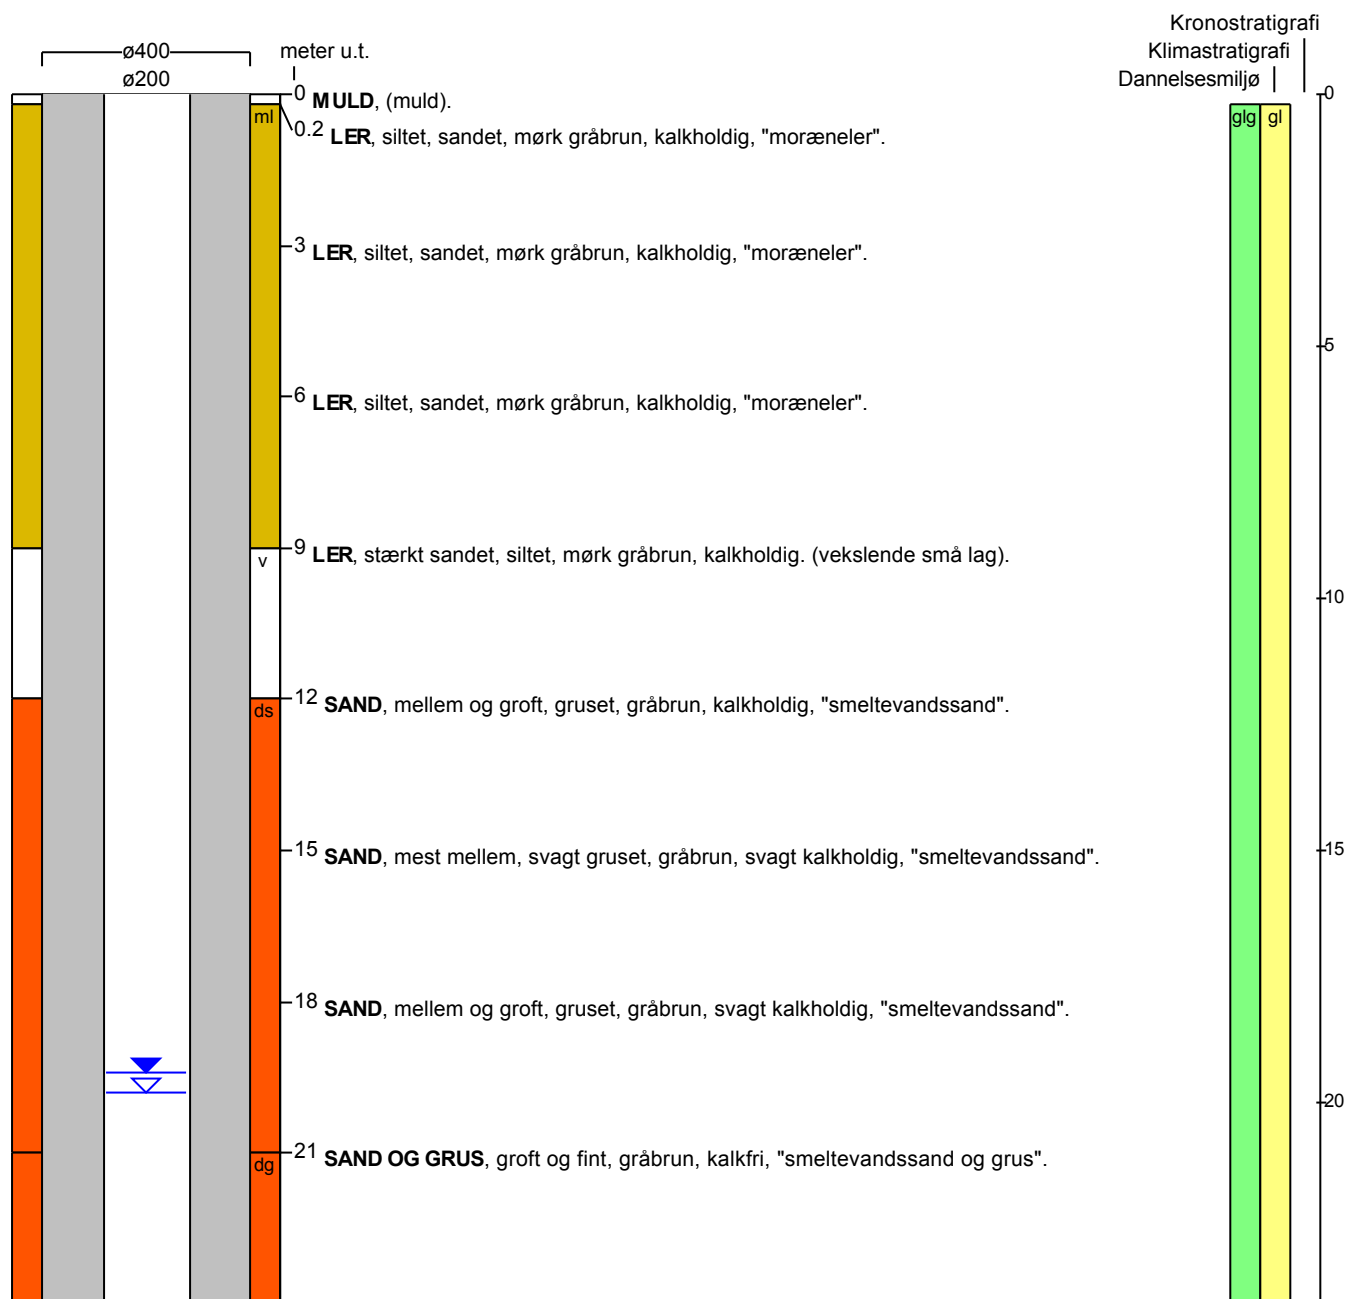 Kronostratigrafi
ø400 meter u.t. Klimastratigrafi
ø200 Dannelsesmiljø
0 MULD, (muld). 0
ml 0.2 LER, siltet, sandet, mørk gråbrun, kalkholdig, "moræneler". glg gl
3 LER, siltet, sandet, mørk gråbrun, kalkholdig, "moræneler".
5
6 LER, siltet, sandet, mørk gråbrun, kalkholdig, "moræneler".
9 LER, stærkt sandet, siltet, mørk gråbrun, kalkholdig. (vekslende små lag).
v
10
12 SAND, mellem og groft, gruset, gråbrun, kalkholdig, "smeltevandssand".
ds
15 SAND, mest mellem, svagt gruset, gråbrun, svagt kalkholdig, "smeltevandssand". 15
18 SAND, mellem og groft, gruset, gråbrun, svagt kalkholdig, "smeltevandssand".
20
21 SAND OG GRUS, groft og fint, gråbrun, kalkfri, "smeltevandssand og grus".
dg